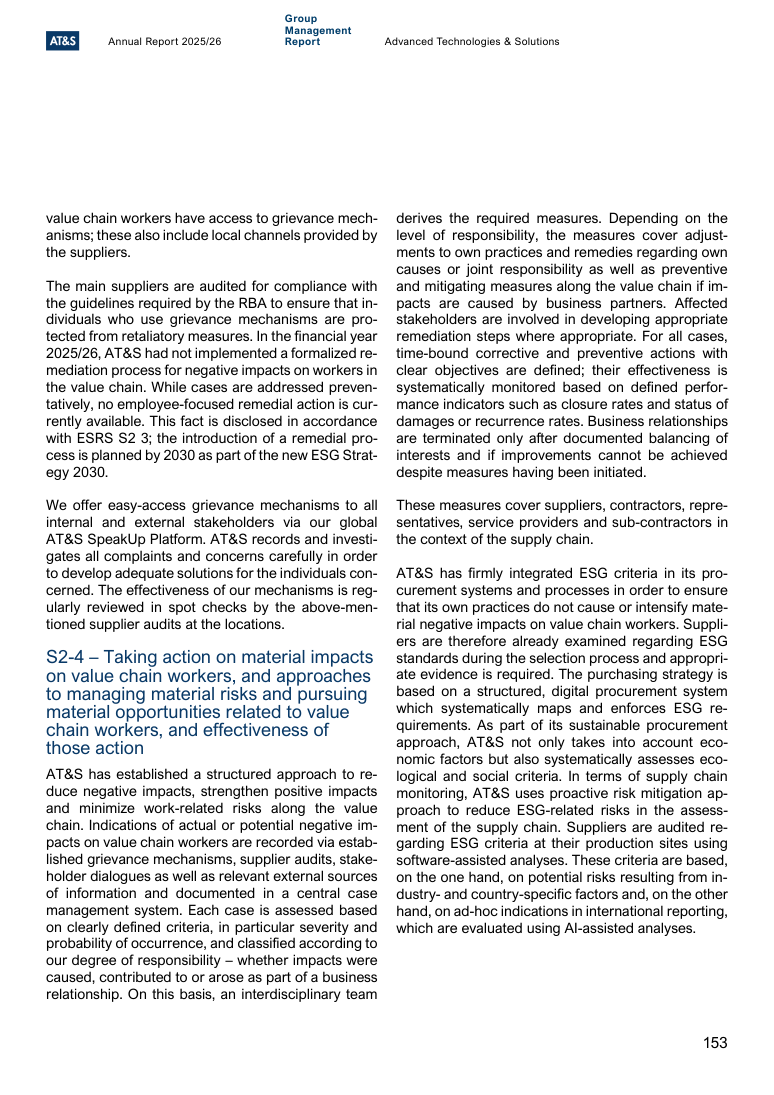 AT&S
Annual Report 2025/26
Group
Management
Report
Advanced Technologies & Solutions
value chain workers have access to grievance mech-
anisms; these also include local channels provided by
the suppliers.
The main suppliers are audited for compliance with
the guidelines required by the RBA to ensure that in-
dividuals who use grievance mechanisms are pro-
tected from retaliatory measures. In the financial year
2025/26, AT&S had not implemented a formalized re-
mediation process for negative impacts on workers in
the value chain. While cases are addressed preven-
tatively, no employee-focused remedial action is cur-
rently available. This fact is disclosed in accordance
with ESRS S2 3; the introduction of a remedial pro-
cess is planned by 2030 as part of the new ESG Strat-
egy 2030.
We offer easy-access grievance mechanisms to all
internal and external stakeholders via our global
AT&S SpeakUp Platform. AT&S records and investi-
gates all complaints and concerns carefully in order
to develop adequate solutions for the individuals con-
cerned. The effectiveness of our mechanisms is reg-
ularly reviewed in spot checks by the above-men-
tioned supplier audits at the locations.
S2-4 – Taking action on material impacts
on value chain workers, and approaches
to managing material risks and pursuing
material opportunities related to value
chain workers, and effectiveness of
those action
AT&S has established a structured approach to re-
duce negative impacts, strengthen positive impacts
and minimize work-related risks along the value
chain. Indications of actual or potential negative im-
pacts on value chain workers are recorded via estab-
lished grievance mechanisms, supplier audits, stake-
holder dialogues as well as relevant external sources
of information and documented in a central case
management system. Each case is assessed based
on clearly defined criteria, in particular severity and
probability of occurrence, and classified according to
our degree of responsibility – whether impacts were
caused, contributed to or arose as part of a business
relationship. On this basis, an interdisciplinary team
derives the required measures. Depending on the
level of responsibility, the measures cover adjust-
ments to own practices and remedies regarding own
causes or joint responsibility as well as preventive
and mitigating measures along the value chain if im-
pacts are caused by business partners. Affected
stakeholders are involved in developing appropriate
remediation steps where appropriate. For all cases,
time-bound corrective and preventive actions with
clear objectives are defined; their effectiveness is
systematically monitored based on defined perfor-
mance indicators such as closure rates and status of
damages or recurrence rates. Business relationships
are terminated only after documented balancing of
interests and if improvements cannot be achieved
despite measures having been initiated.
These measures cover suppliers, contractors, repre-
sentatives, service providers and sub-contractors in
the context of the supply chain.
AT&S has firmly integrated ESG criteria in its pro-
curement systems and processes in order to ensure
that its own practices do not cause or intensify mate-
rial negative impacts on value chain workers. Suppli-
ers are therefore already examined regarding ESG
standards during the selection process and appropri-
ate evidence is required. The purchasing strategy is
based on a structured, digital procurement system
which systematically maps and enforces ESG re-
quirements. As part of its sustainable procurement
approach, AT&S not only takes into account eco-
nomic factors but also systematically assesses eco-
logical and social criteria. In terms of supply chain
monitoring, AT&S uses proactive risk mitigation ap-
proach to reduce ESG-related risks in the assess-
ment of the supply chain. Suppliers are audited re-
garding ESG criteria at their production sites using
software-assisted analyses. These criteria are based,
on the one hand, on potential risks resulting from in-
dustry- and country-specific factors and, on the other
hand, on ad-hoc indications in international reporting,
which are evaluated using AI-assisted analyses.
153